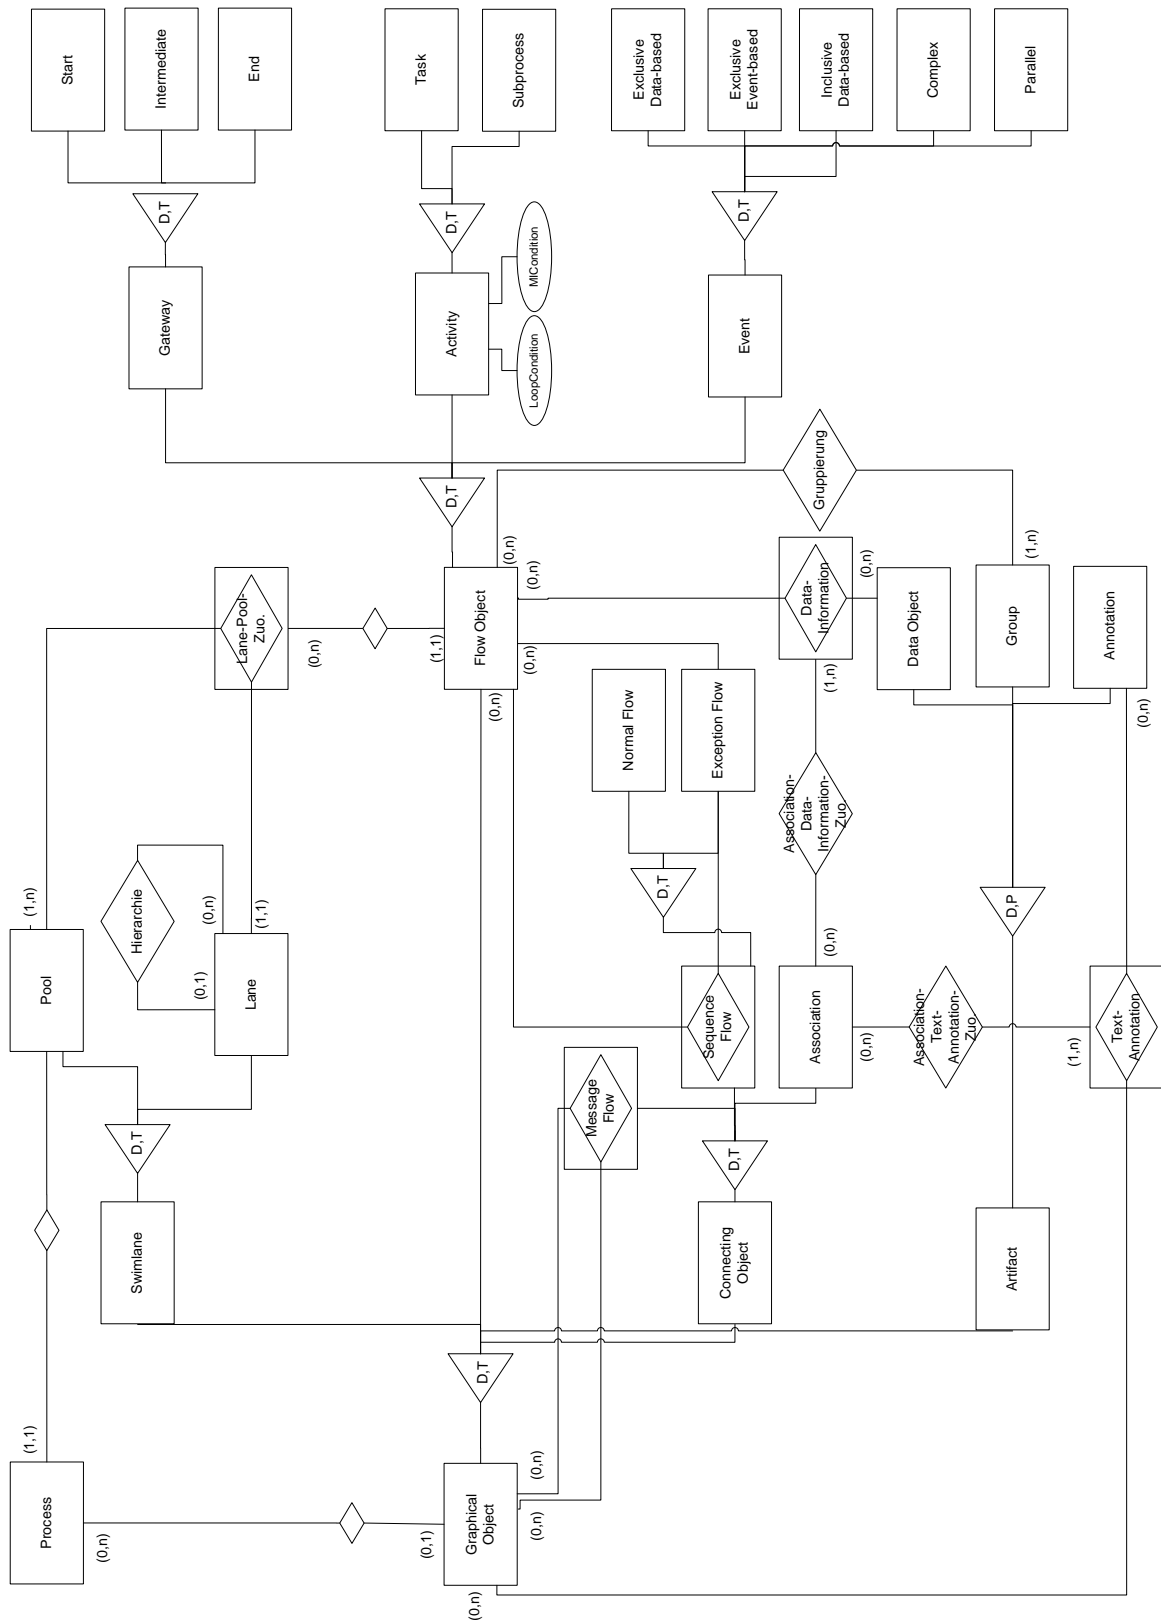 Start
Intermediate
End
Task
Subprocess
Exclusive
Data-based
Exclusive
Event-based
Inclusive
Data-based
Complex
Parallel
D,T
D,T
D,T
Gateway
Activity
MICondition
LoopCondition
Event
D,T
Gruppierung
Lane-Pool-
Zuo.
(0,n)
(1,1)
Flow Object
(0,n)
(0,n)
(0,n)
(0,n)
Data-
Information
(0,n)
(1,n)
Data Object
(1,n)
Group
Annotation
(0,n)
Normal Flow
Exception Flow
D,T
Association-
Data-
Information-
Zuo.
(0,n)
D,P
(1,n)
Pool
Hierarchie
(0,n)
(0,1)
(1,1)
Lane
D,T
Swimlane
Sequence
Flow
Message
Flow
Association
(0,n)
Association-
Text-
Annotation-
Zuo.
(1,n)
Text-
Annotation
D,T
Connecting
Object
Artifact
D,T
(1,1)
Process
(0,n)
(0,1)
Graphical
Object
(0,n)
(0,n)
(0,n)